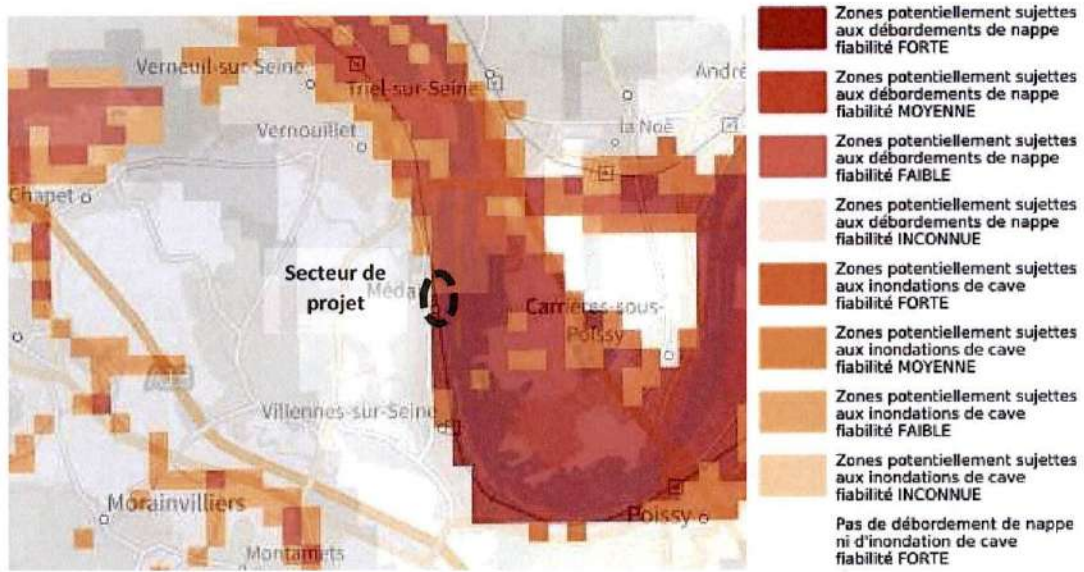 Verneuil-sur-Seine
Triel-sur-Seine
André
Vernouillet
la Noë
Chapet
Secteur de
projet
Méda
Carrières-sous-
Poissy
Villennes-sur-Seine
Morainvilliers
Poissy
Montamets
Zones potentiellement sujettes
aux débordements de nappe
fiabilité FORTE
Zones potentiellement sujettes
aux débordements de nappe
fiabilité MOYENNE
Zones potentiellement sujettes
aux débordements de nappe
fiabilité FAIBLE
Zones potentiellement sujettes
aux débordements de nappe
fiabilité INCONNUE
Zones potentiellement sujettes
aux inondations de cave
fiabilité FORTE
Zones potentiellement sujettes
aux inondations de cave
fiabilité MOYENNE
Zones potentiellement sujettes
aux inondations de cave
fiabilité FAIBLE
Zones potentiellement sujettes
aux inondations de cave
fiabilité INCONNUE
Pas de débordement de nappe
ni d'inondation de cave
fiabilité FORTE